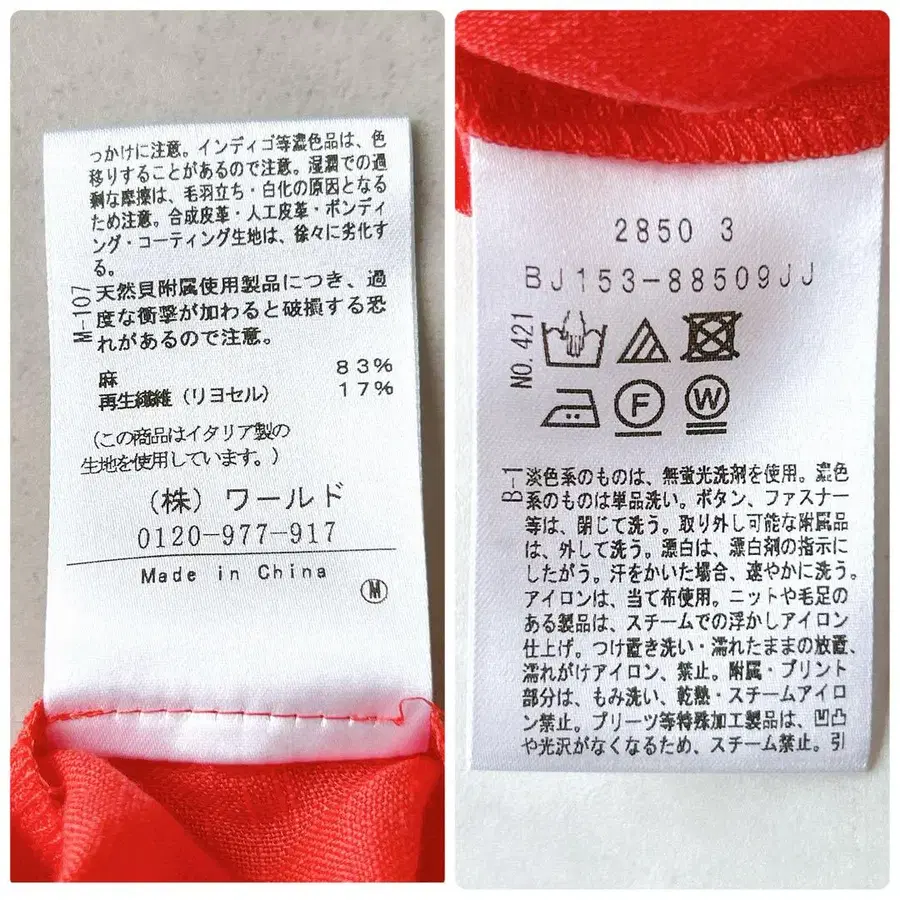 っかけに注意。インディゴ等濃色品は、色
移りすることがあるので注意。湿潤での過
剰な摩擦は、毛羽立ち・白化の原因となる
ため注意。合成皮革・人工皮革・ボンディ
ング・コーティング生地は、徐々に劣化す
る。
M-107
天然貝附属使用製品につき、過
度な衝撃が加わると破損する恐
れがあるので注意。
麻 83%
再生繊維（リヨセル） 17%
（この商品はイタリア製の
生地を使用しています。）
（株）ワールド
0120-977-917
Made in China
M
2850 3
BJ153-88509JJ
NO.421
F
W
B-1
淡色系のものは、無蛍光洗剤を使用。濃色
系のものは単品洗い。ボタン、ファスナー
等は、閉じて洗う。取り外し可能な附属品
は、外して洗う。漂白は、漂白剤の指示に
したがう。汗をかいた場合、速やかに洗う。
アイロンは、当て布使用。ニットや毛足の
ある製品は、スチームでの浮かしアイロン
仕上げ。つけ置き洗い・濡れたままの放置、
濡れがけアイロン、禁止。附属・プリント
部分は、もみ洗い、乾熱・スチームアイロ
ン禁止。プリーツ等特殊加工製品は、凹凸
や光沢がなくなるため、スチーム禁止。引